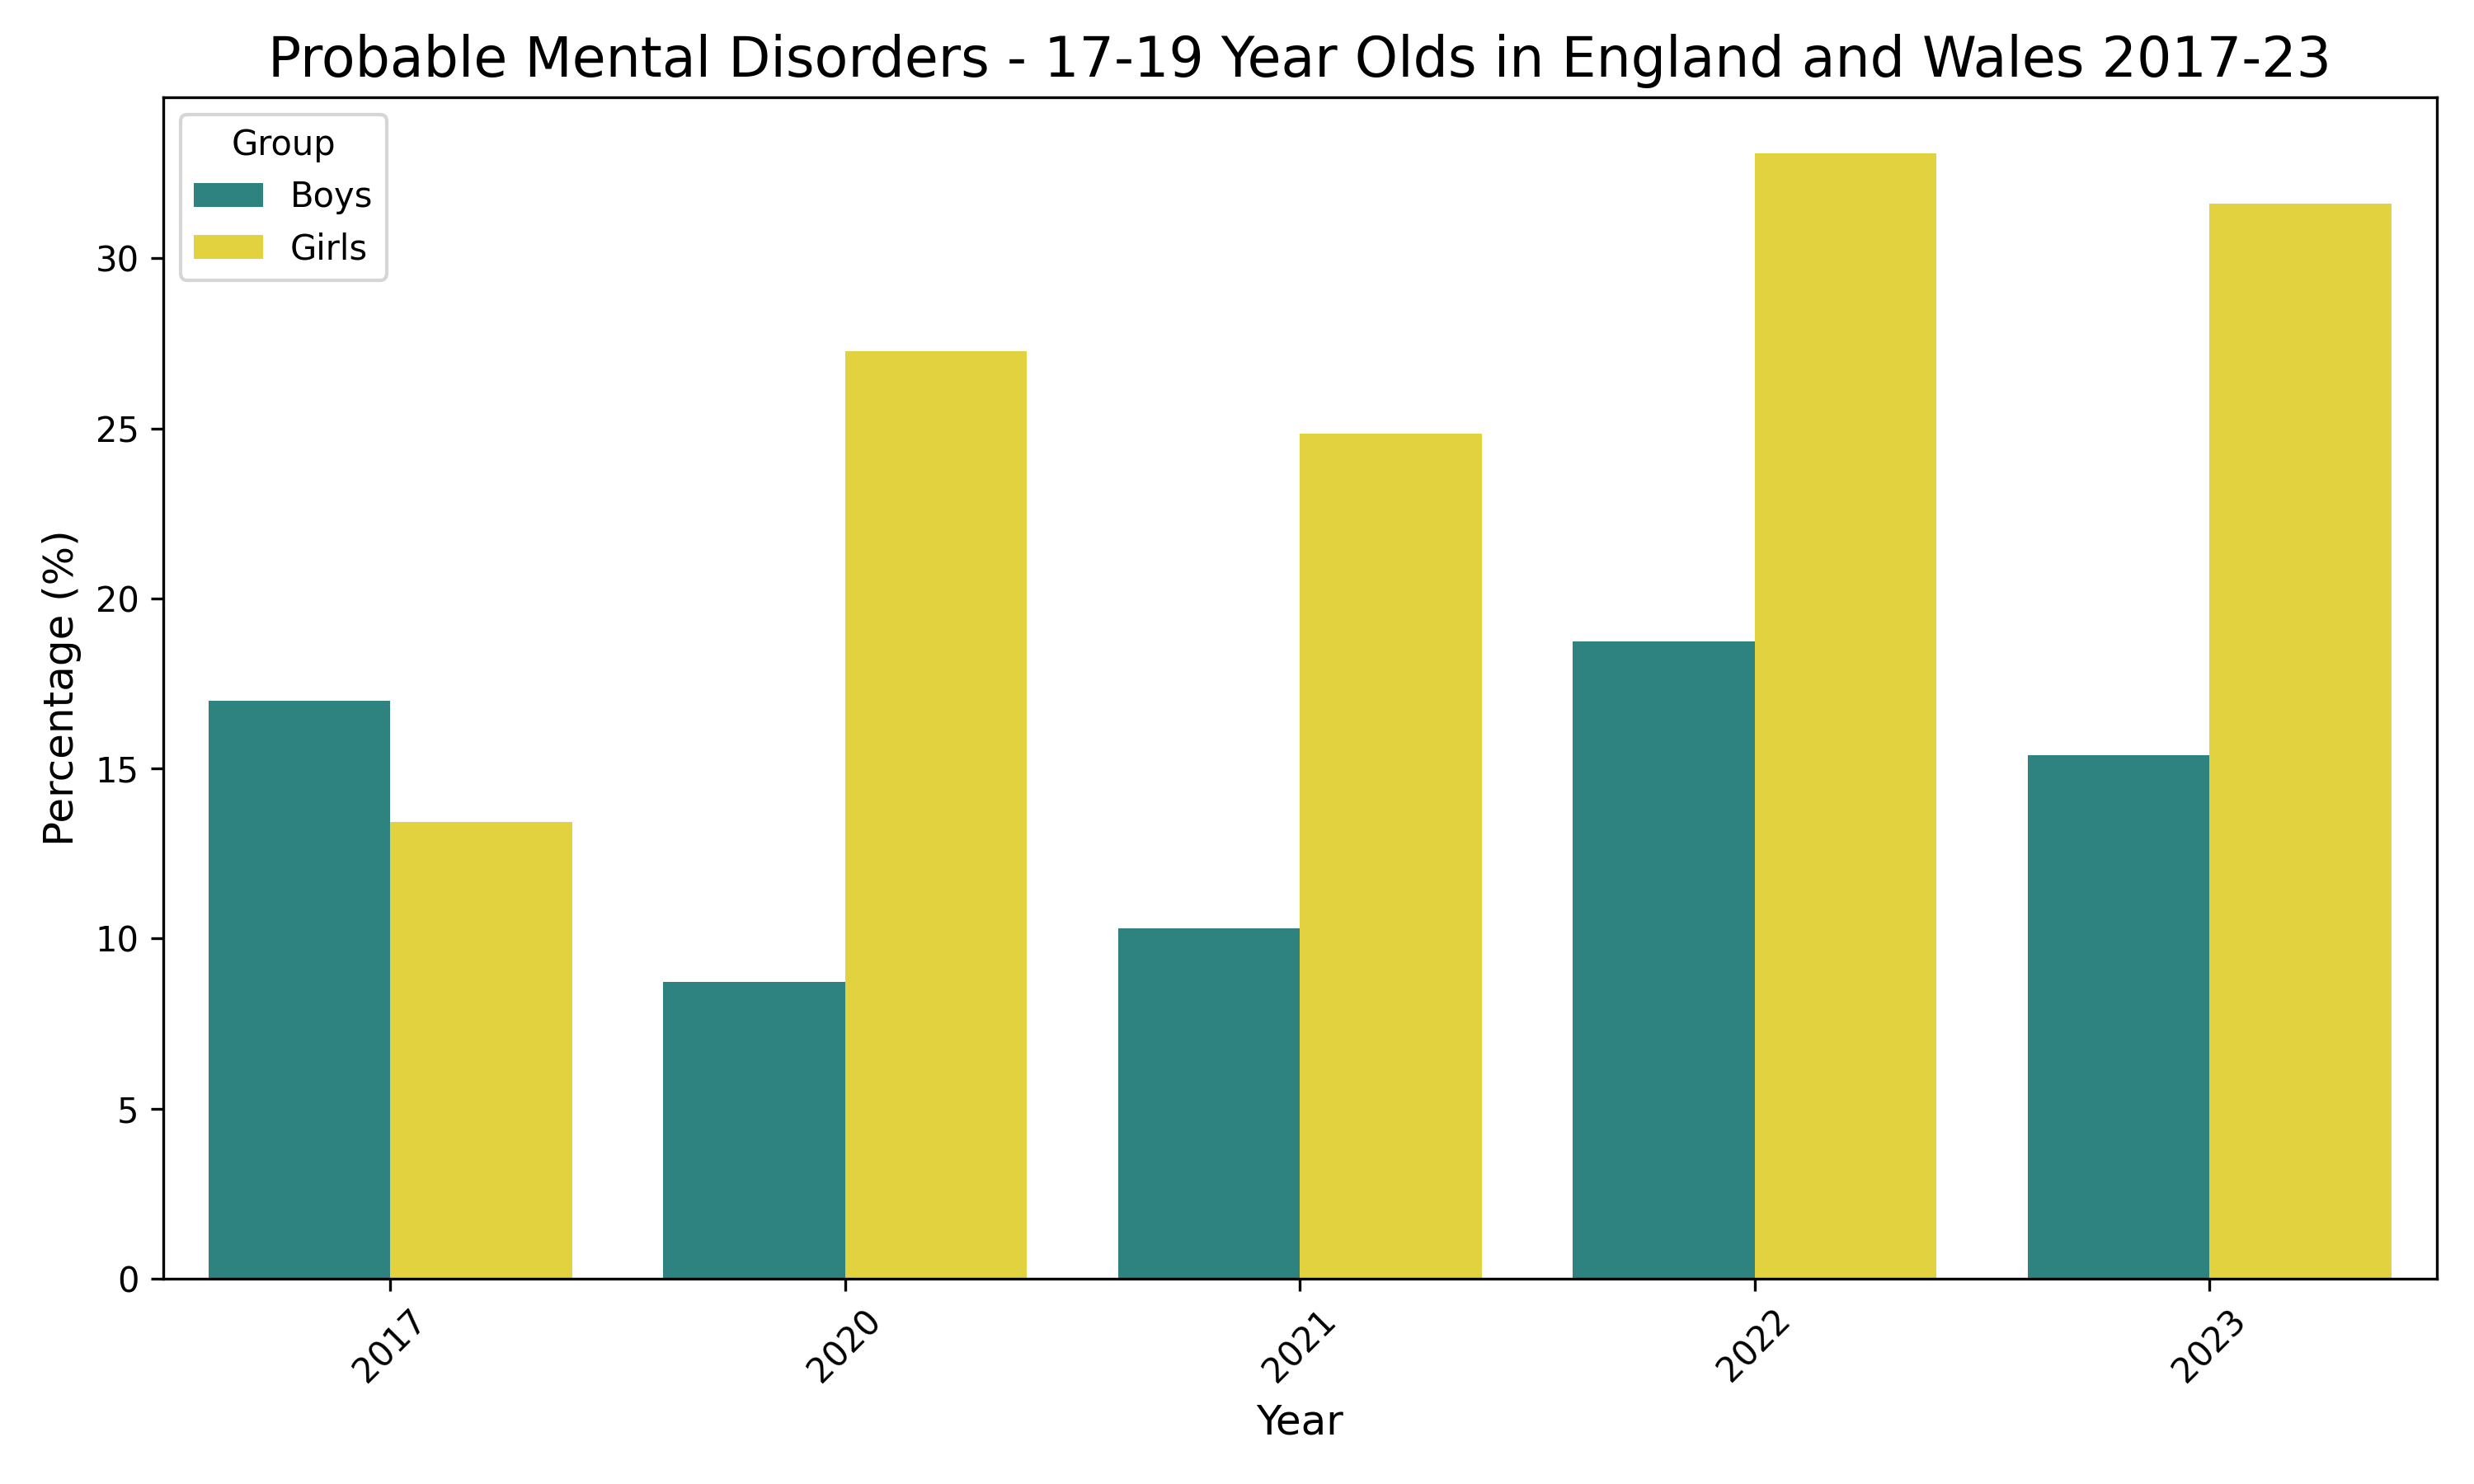 Probable Mental Disorders - 17-19 Year Olds in England and Wales 2017-23
Group
Boys
Girls
30
25
20
15
10
5
0
Percentage (%)
2017
2020
2021
2022
2023
Year